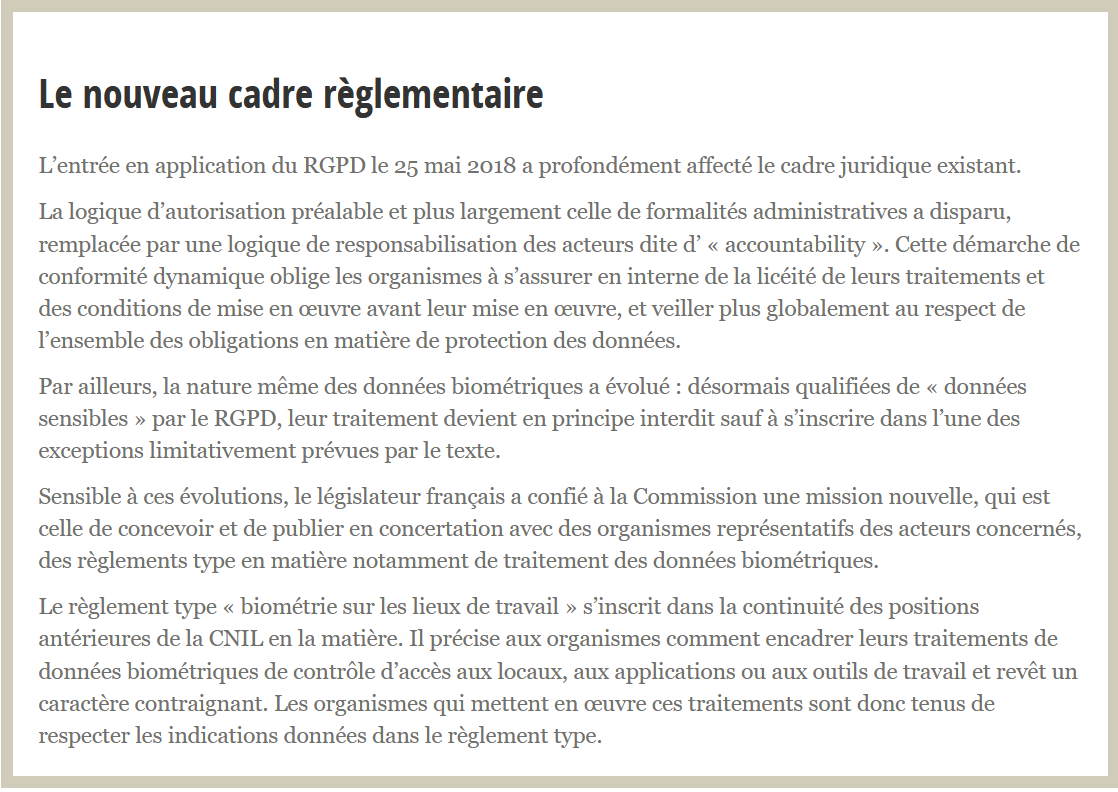 Le nouveau cadre règlementaire
L’entrée en application du RGPD le 25 mai 2018 a profondément affecté le cadre juridique existant.
La logique d’autorisation préalable et plus largement celle de formalités administratives a disparu,
remplacée par une logique de responsabilisation des acteurs dite d’ « accountability ». Cette démarche de
conformité dynamique oblige les organismes à s’assurer en interne de la licéité de leurs traitements et
des conditions de mise en œuvre avant leur mise en œuvre, et veiller plus globalement au respect de
l’ensemble des obligations en matière de protection des données.
Par ailleurs, la nature même des données biométriques a évolué : désormais qualifiées de « données
sensibles » par le RGPD, leur traitement devient en principe interdit sauf à s’inscrire dans l’une des
exceptions limitativement prévues par le texte.
Sensible à ces évolutions, le législateur français a confié à la Commission une mission nouvelle, qui est
celle de concevoir et de publier en concertation avec des organismes représentatifs des acteurs concernés,
des règlements type en matière notamment de traitement des données biométriques.
Le règlement type « biométrie sur les lieux de travail » s’inscrit dans la continuité des positions
antérieures de la CNIL en la matière. Il précise aux organismes comment encadrer leurs traitements de
données biométriques de contrôle d’accès aux locaux, aux applications ou aux outils de travail et revêt un
caractère contraignant. Les organismes qui mettent en œuvre ces traitements sont donc tenus de
respecter les indications données dans le règlement type.